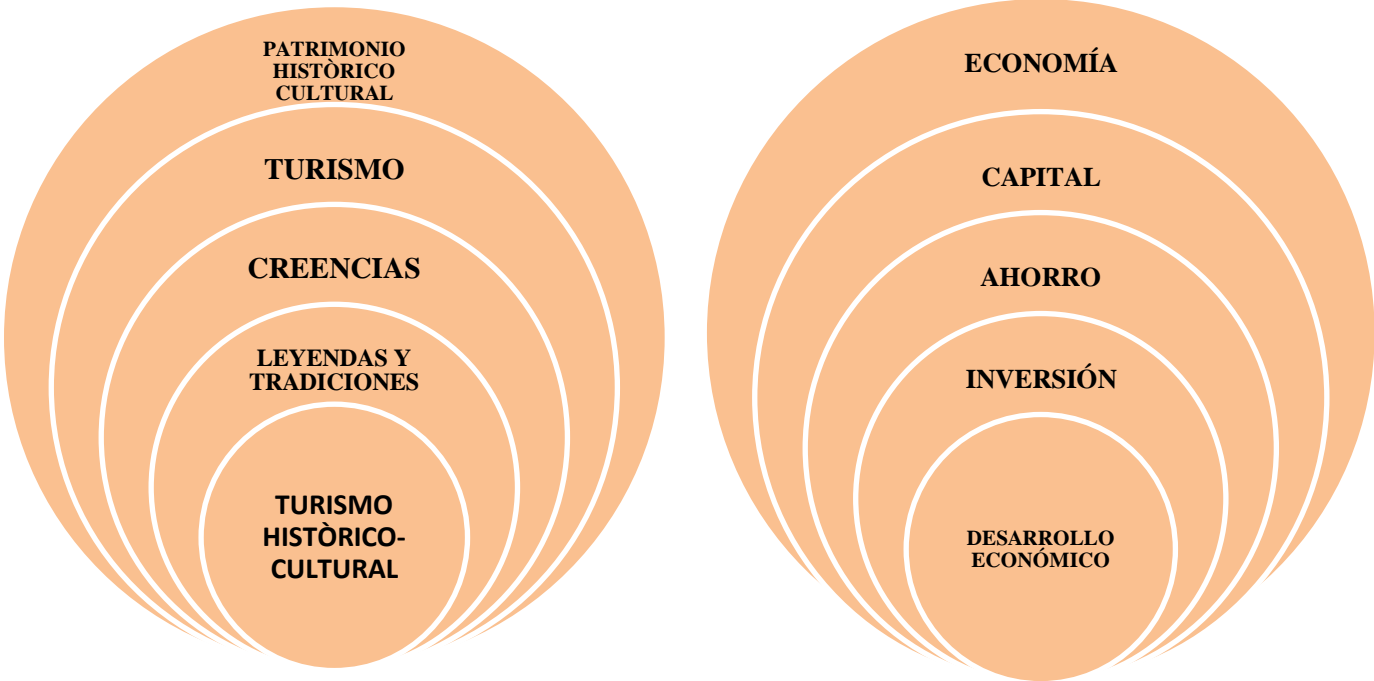 PATRIMONIO
HISTÒRICO
CULTURAL
TURISMO
CREENCIAS
LEYENDAS Y
TRADICIONES
TURISMO
HISTÒRICO-
CULTURAL
ECONOMÍA
CAPITAL
AHORRO
INVERSIÓN
DESARROLLO
ECONÓMICO